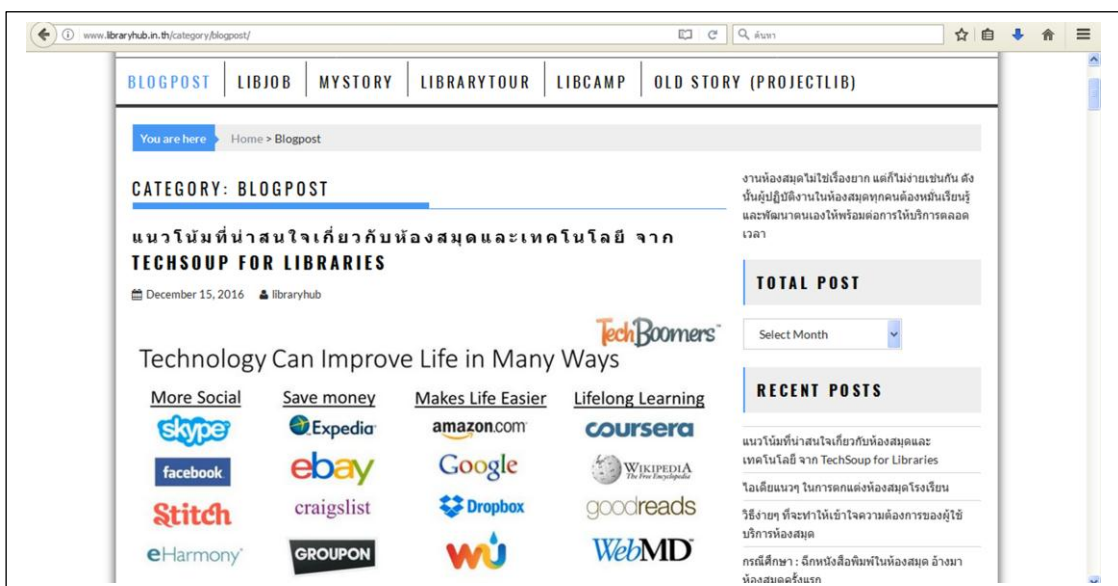 www.libraryhub.in.th/category/blogpost/
ค้นหา
BLOGPOST
LIBJOB
MYSTORY
LIBRARYTOUR
LIBCAMP
OLD STORY (PROJECTLIB)
You are here
Home > Blogpost
CATEGORY: BLOGPOST
แนวโน้มที่น่าสนใจเกี่ยวกับห้องสมุดและเทคโนโลยี จาก
TECHSOUP FOR LIBRARIES
December 15, 2016 libraryhub
TechBoomers™
Technology Can Improve Life in Many Ways
More Social
Save money
Makes Life Easier
Lifelong Learning
skype
Expedia
amazon.com
coursera
facebook
ebay
Google
WIKIPEDIA
The Free Encyclopedia
Stitch
craigslist
Dropbox
goodreads
eHarmony
GROUPON
wu
WebMD
งานห้องสมุดไม่ใช่เรื่องยาก แต่ก็ไม่ง่ายเช่นกัน ดัง
นั้นผู้ปฏิบัติงานในห้องสมุดทุกคนต้องหมั่นเรียนรู้
และพัฒนาตนเองให้พร้อมต่อการให้บริการตลอด
เวลา
TOTAL POST
Select Month
RECENT POSTS
แนวโน้มที่น่าสนใจเกี่ยวกับห้องสมุดและ
เทคโนโลยี จาก TechSoup for Libraries
ไอเดียแนวๆ ในการตกแต่งห้องสมุดโรงเรียน
วิธีง่ายๆ ที่จะทำให้เข้าใจความต้องการของผู้ใช้
บริการห้องสมุด
กรณีศึกษา : ฉีกหนังสือพิมพ์ในห้องสมุด อ้างมา
ห้องสมุดครั้งแรก